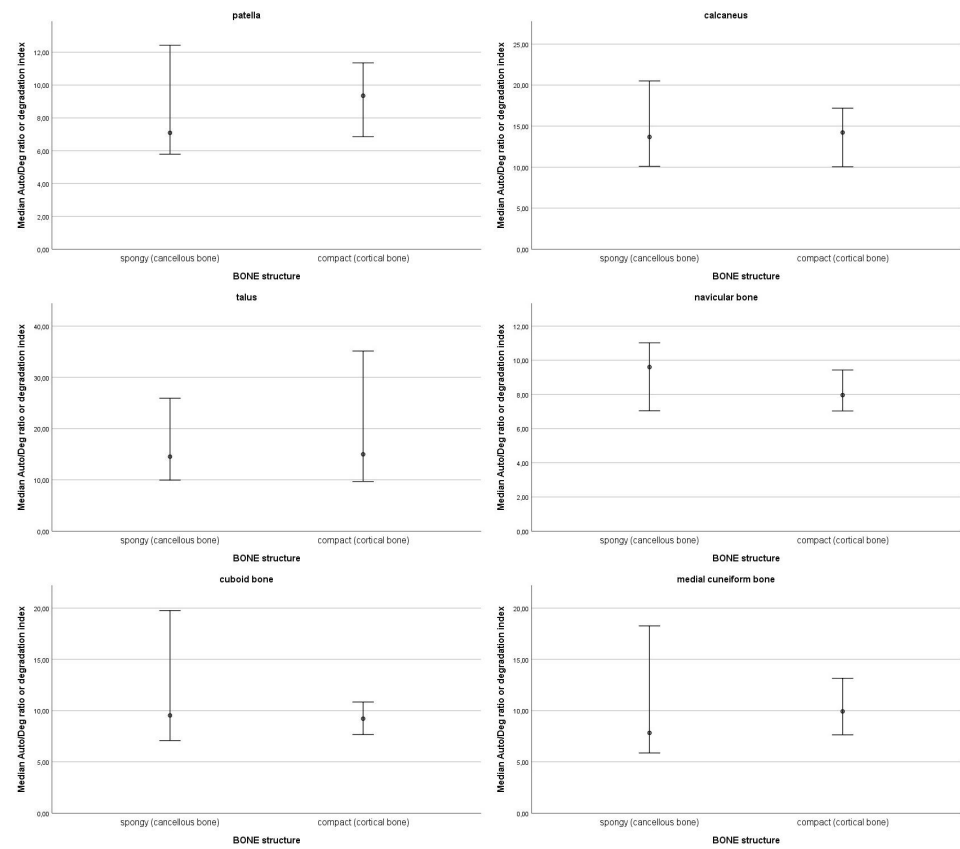 patella
Median Auto/Deg ratio or degradation index
12,00
10,00
8,00
6,00
4,00
2,00
0,00
spongy (cancellous bone)
compact (cortical bone)
BONE structure
calcaneus
Median Auto/Deg ratio or degradation index
25,00
20,00
15,00
10,00
5,00
0,00
spongy (cancellous bone)
compact (cortical bone)
BONE structure
talus
Median Auto/Deg ratio or degradation index
40,00
30,00
20,00
10,00
0,00
spongy (cancellous bone)
compact (cortical bone)
BONE structure
navicular bone
Median Auto/Deg ratio or degradation index
12,00
10,00
8,00
6,00
4,00
2,00
0,00
spongy (cancellous bone)
compact (cortical bone)
BONE structure
cuboid bone
Median Auto/Deg ratio or degradation index
20,00
15,00
10,00
5,00
0,00
spongy (cancellous bone)
compact (cortical bone)
BONE structure
medial cuneiform bone
Median Auto/Deg ratio or degradation index
20,00
15,00
10,00
5,00
0,00
spongy (cancellous bone)
compact (cortical bone)
BONE structure